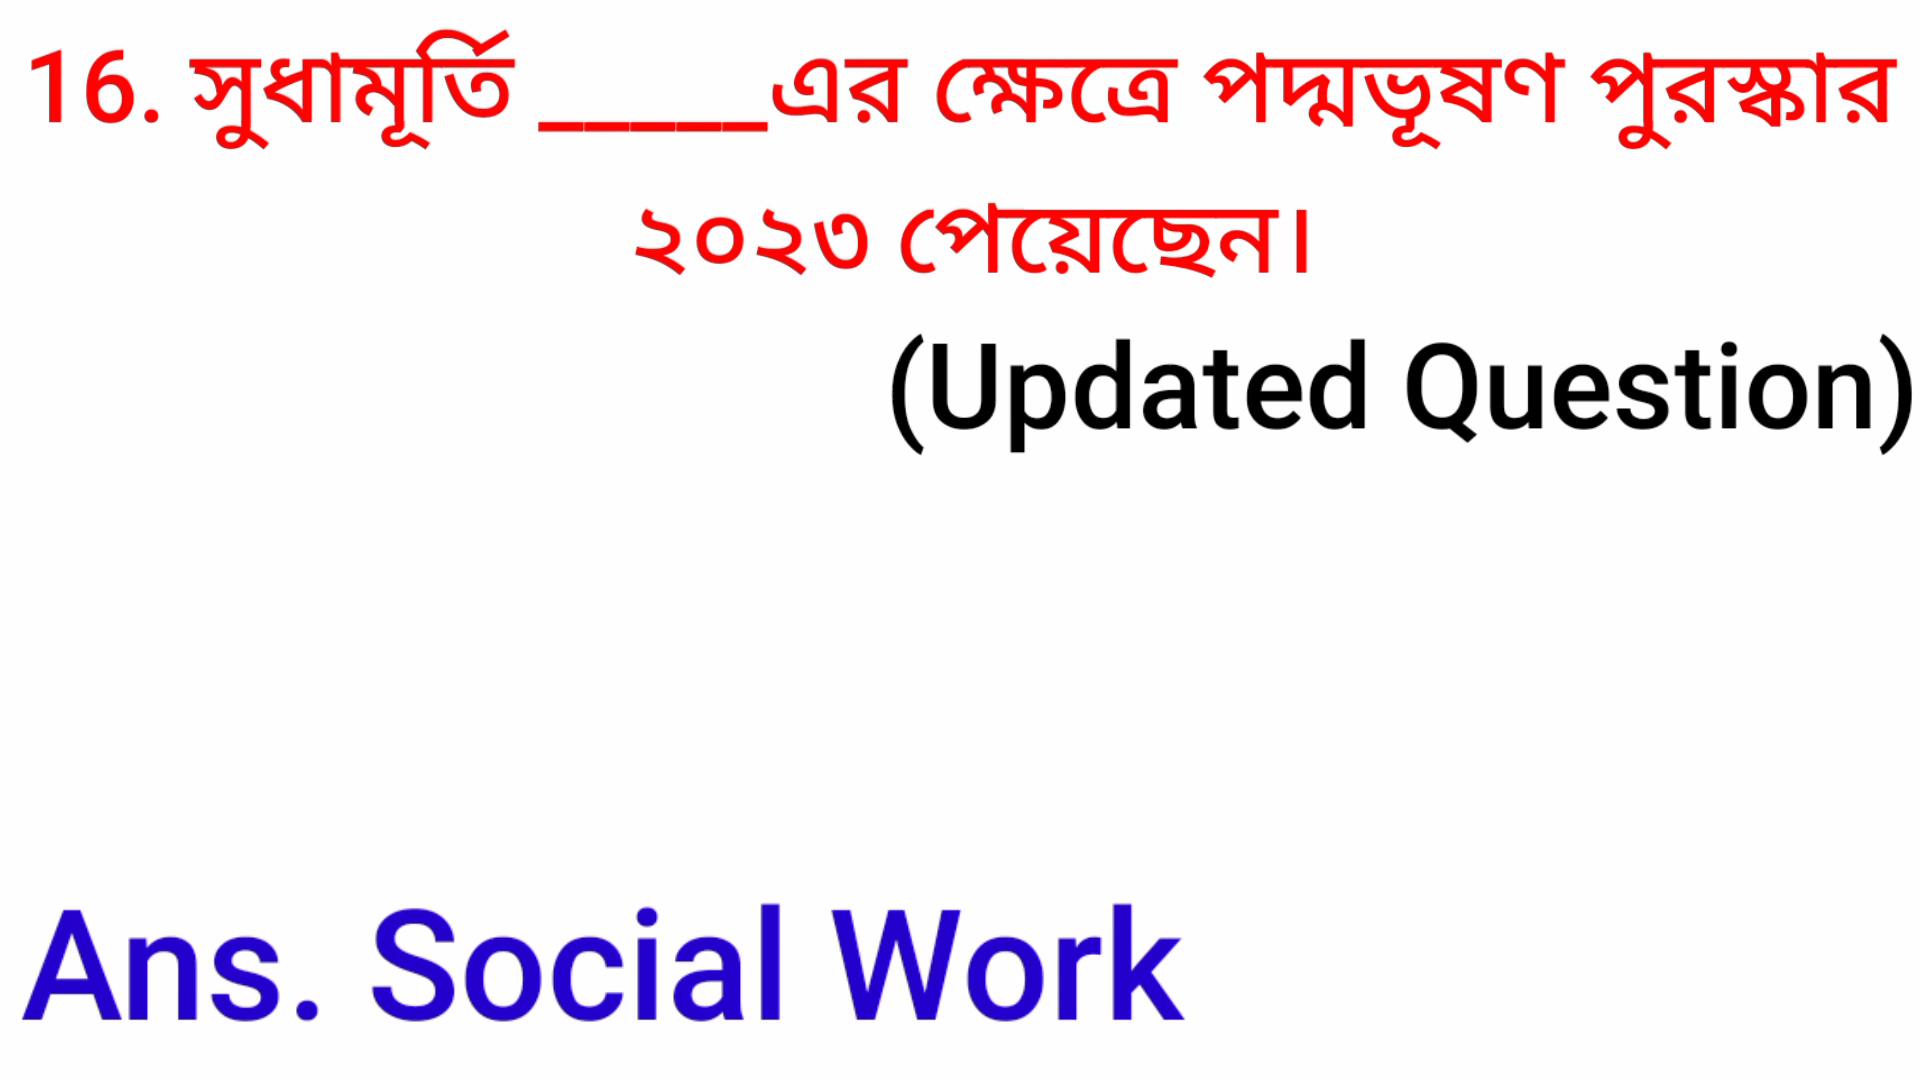 16. সুধামূর্তি _____এর ক্ষেত্রে পদ্মভূষণ পুরস্কার
২০২৩ পেয়েছেন।
(Updated Question)
Ans. Social Work